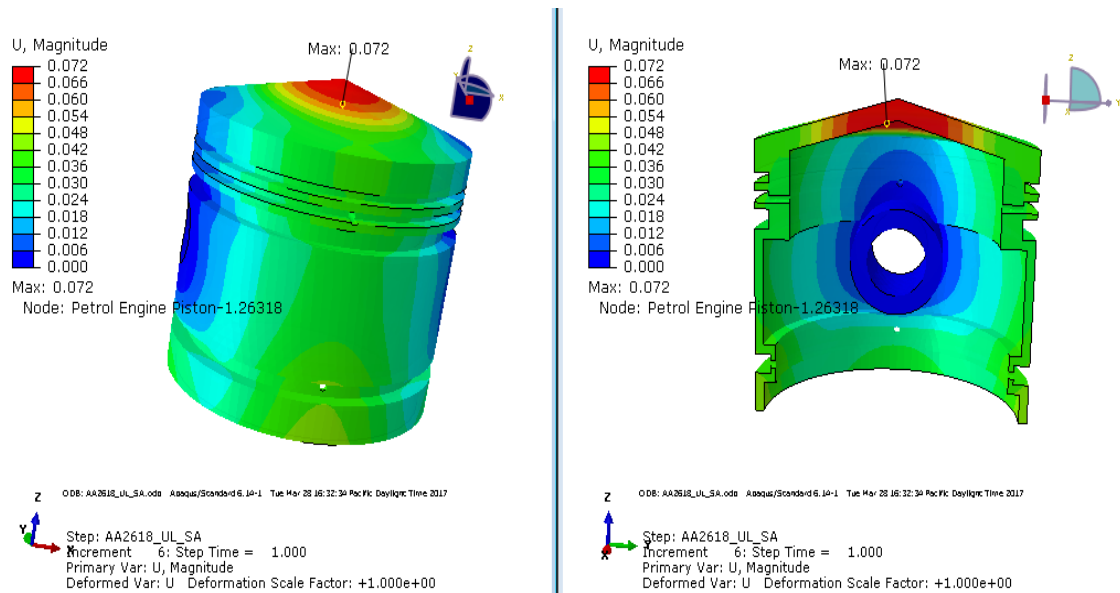 U, Magnitude
0.072
0.066
0.060
0.054
0.048
0.042
0.036
0.030
0.024
0.018
0.012
0.006
0.000
Max: 0.072
Node: Petrol Engine Piston-1.26318
Max: 0.072
Z
Y
X
ODB: AA2618_UL_SA.odb Abaqus/Standard 6.14-1 Tue Mar 28 16:32:34 Pacific Daylight Time 2017
Z
Y
X
Step: AA2618_UL_SA
Increment 6: Step Time = 1.000
Primary Var: U, Magnitude
Deformed Var: U Deformation Scale Factor: +1.000e+00
U, Magnitude
0.072
0.066
0.060
0.054
0.048
0.042
0.036
0.030
0.024
0.018
0.012
0.006
0.000
Max: 0.072
Node: Petrol Engine Piston-1.26318
Max: 0.072
Z
Y
X
ODB: AA2618_UL_SA.odb Abaqus/Standard 6.14-1 Tue Mar 28 16:32:34 Pacific Daylight Time 2017
Z
Y
X
Step: AA2618_UL_SA
Increment 6: Step Time = 1.000
Primary Var: U, Magnitude
Deformed Var: U Deformation Scale Factor: +1.000e+00